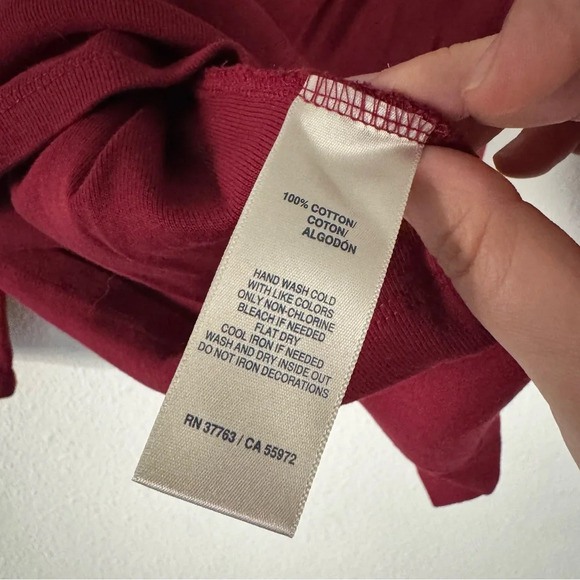 100% COTTON/
COTON/
ALGODÓN
HAND WASH COLD
WITH LIKE COLORS
ONLY NON-CHLORINE
BLEACH IF NEEDED
FLAT DRY
COOL IRON IF NEEDED
WASH AND DRY INSIDE OUT
DO NOT IRON DECORATIONS
RN 37763 / CA 55972